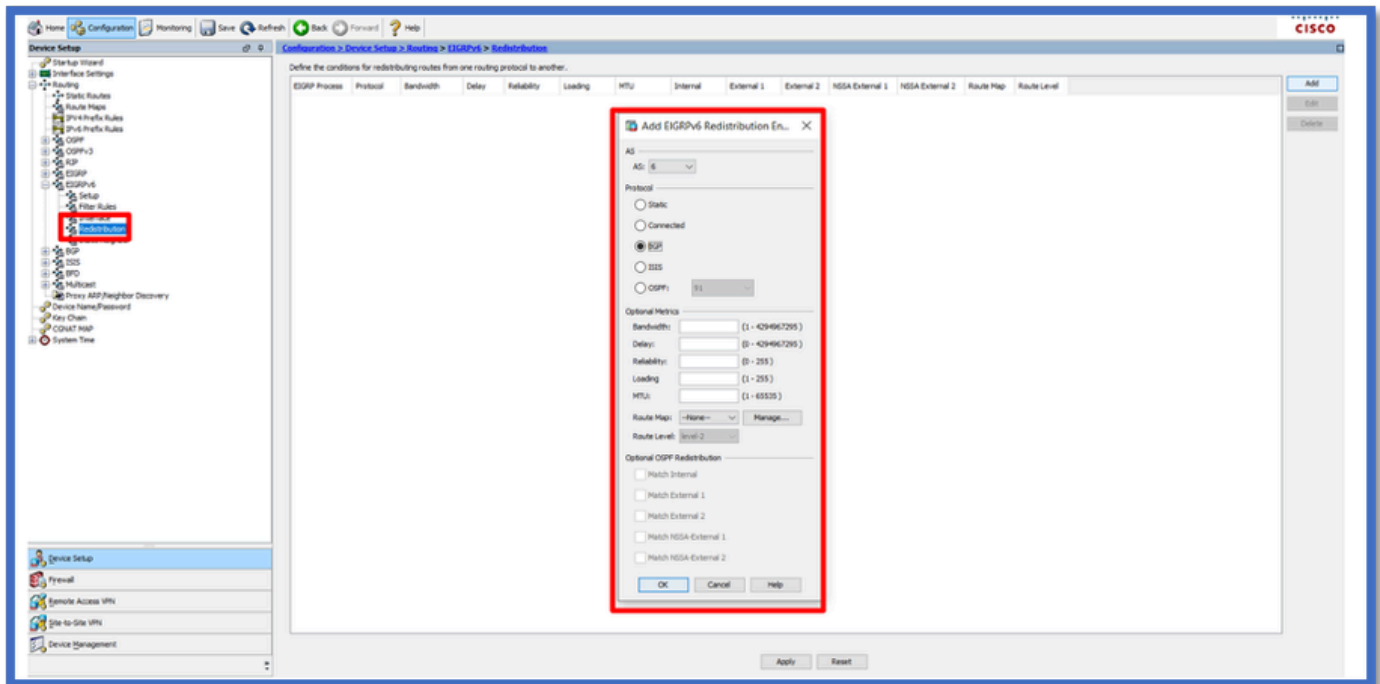 Home Configuration Monitoring Save Refresh Back Forward Help
CISCO
Device Setup
Configuration > Device Setup > Routing > EIGRPv6 > Redistribution
Startup Wizard
Interface Settings
Routing
Static Routes
Route Maps
IPv4 Prefix Rules
IPv6 Prefix Rules
OSPF
OSPFv3
RIP
EIGRP
EIGRPv6
Setup
Filter Rules
Interface
Redistribution
BGP
ISIS
BFD
Multicast
Proxy ARP/Neighbor Discovery
Device Name/Password
Key Chain
CGNAT MAP
System Time
Device Setup
Firewall
Remote Access VPN
Site-to-Site VPN
Device Management
Define the conditions for redistributing routes from one routing protocol to another.
EIGRP Process Protocol Bandwidth Delay Reliability Loading MTU Internal External 1 External 2 NSSA External 1 NSSA External 2 Route Map Route Level
Add
Edit
Delete
Add EIGRPv6 Redistribution En...
AS
AS: 6
Protocol
Static
Connected
BGP
ISIS
OSPF: 91
Optional Metrics
Bandwidth: (1 - 4294967295 )
Delay: (0 - 4294967295 )
Reliability: (0 - 255 )
Loading (1 - 255 )
MTU: (1 - 65535 )
Route Map: --None-- Manage...
Route Level: level-2
Optional OSPF Redistribution
Match Internal
Match External 1
Match External 2
Match NSSA-External 1
Match NSSA-External 2
OK Cancel Help
Apply Reset